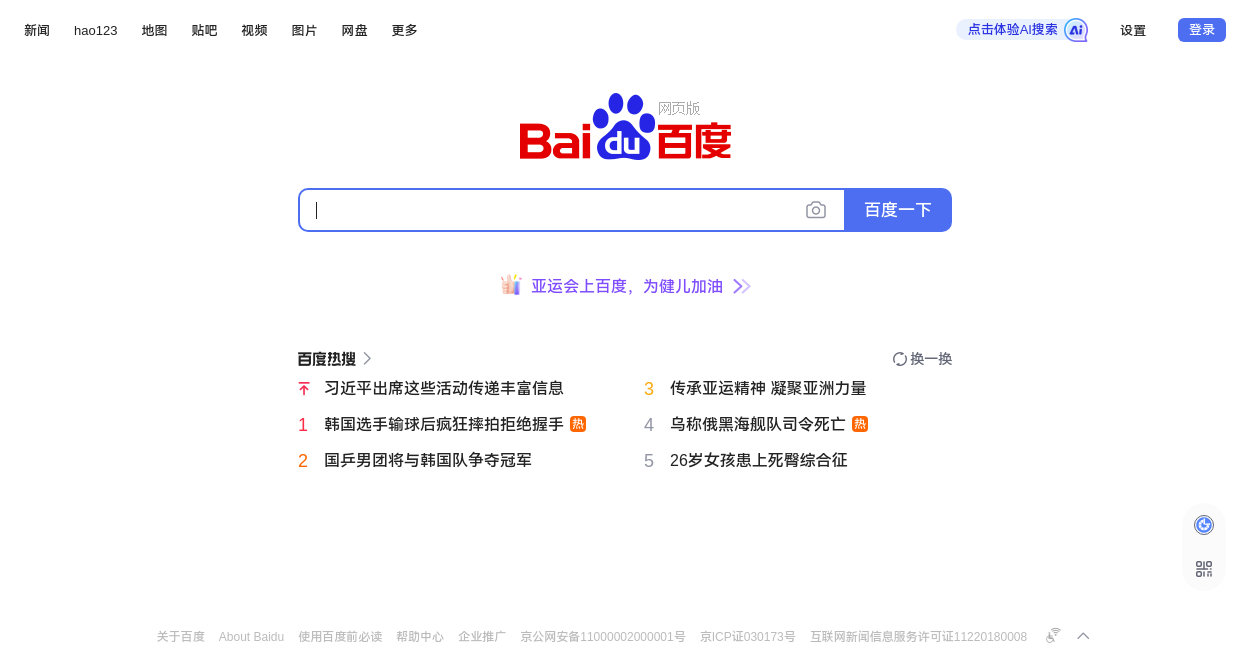 新闻 hao123 地图 贴吧 视频 图片 网盘 更多 点击体验AI搜索 Ai 设置 登录
网页版
Bai du 百度
百度一下
亚运会上百度，为健儿加油
百度热搜 换一换
习近平出席这些活动传递丰富信息
3 传承亚运精神 凝聚亚洲力量
1 韩国选手输球后疯狂摔拍拒绝握手 热
4 乌称俄黑海舰队司令死亡 热
2 国乒男团将与韩国队争夺冠军
5 26岁女孩患上死臀综合征
关于百度 About Baidu 使用百度前必读 帮助中心 企业推广 京公网安备11000002000001号 京ICP证030173号 互联网新闻信息服务许可证11220180008